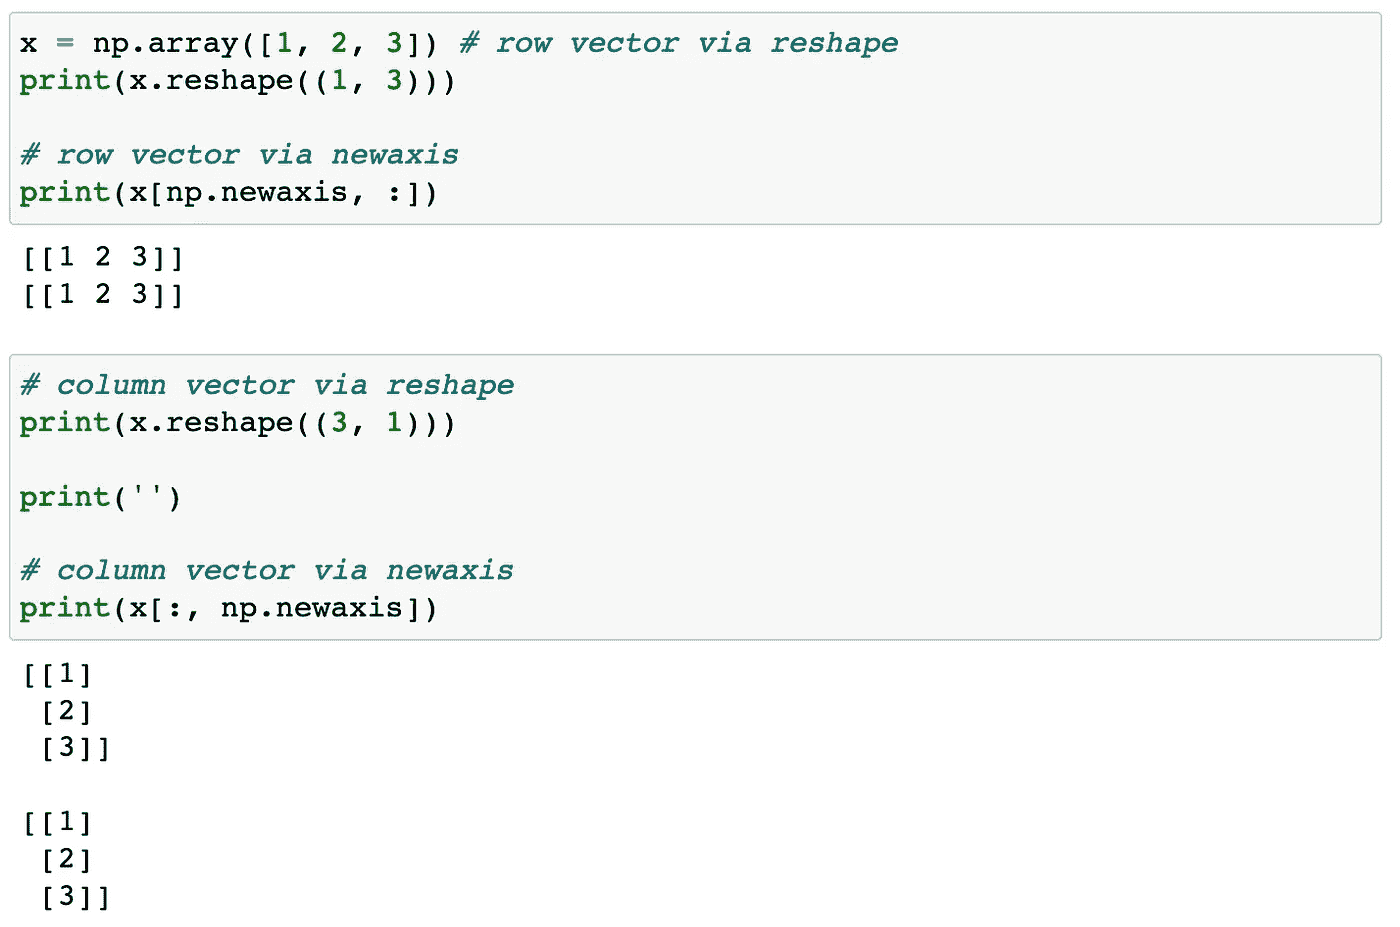 x = np.array([1, 2, 3]) # row vector via reshape
print(x.reshape((1, 3)))
# row vector via newaxis
print(x[np.newaxis, :])
[[1 2 3]]
[[1 2 3]]
# column vector via reshape
print(x.reshape((3, 1)))
print('')
# column vector via newaxis
print(x[:, np.newaxis])
[[1]
 [2]
 [3]]
[[1]
 [2]
 [3]]